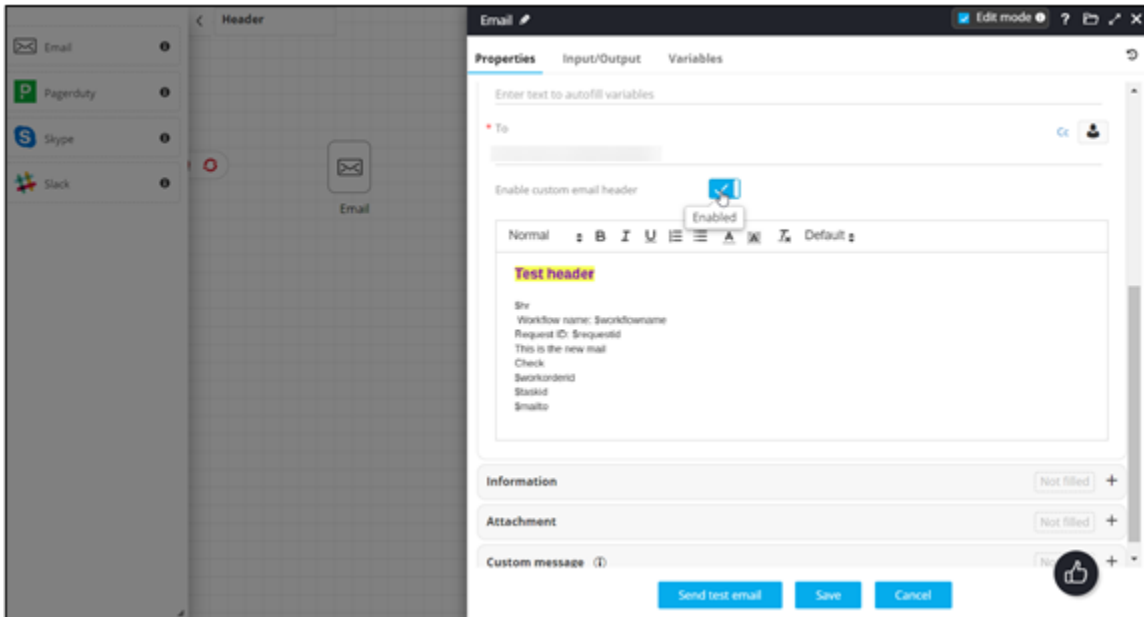 Email
Pagerduty
Skype
Slack
Header
Email
Email
Edit mode
?
Properties Input/Output Variables
Enter text to autofill variables
* To
Cc
Enable custom email header
Enabled
Normal B I U A A Tx Default
Test header
$hr
Workflow name: $workflowname
Request ID: $requestid
This is the new mail
Check
$workorderid
$taskid
$mailto
Information Not filled +
Attachment Not filled +
Custom message +
Send test email Save Cancel